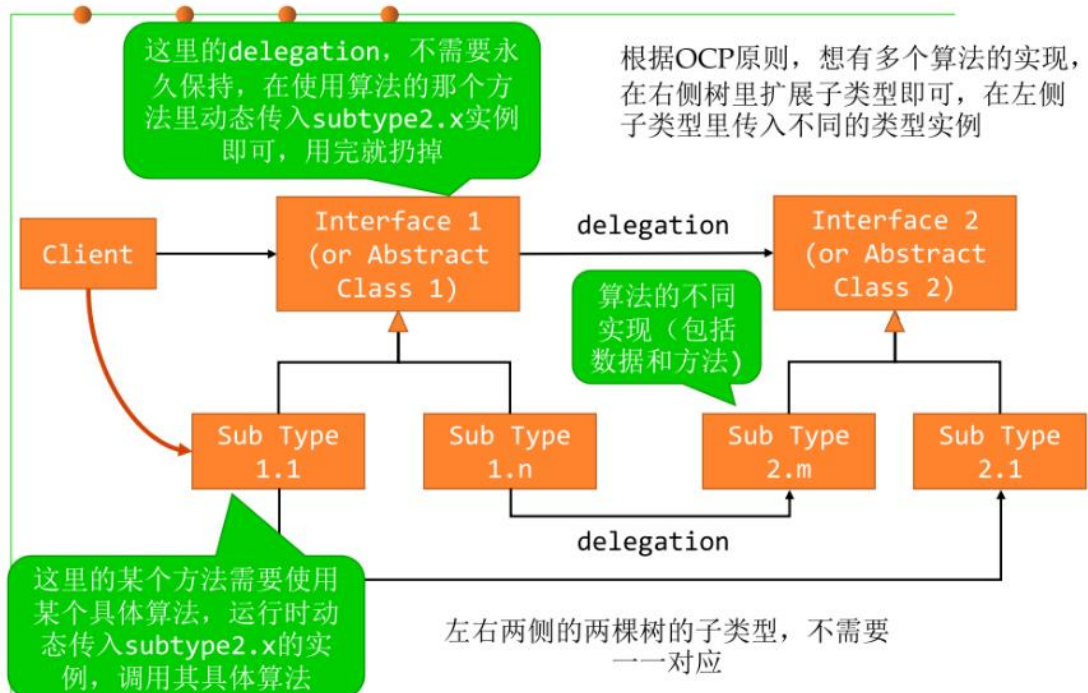 这里的delegation，不需要永
久保持，在使用算法的那个方
法里动态传入subtype2.x实例
即可，用完就扔掉
根据OCP原则，想有多个算法的实现，
在右侧树里扩展子类型即可，在左侧
子类型里传入不同的类型实例
Client
Interface 1
(or Abstract
Class 1)
delegation
Interface 2
(or Abstract
Class 2)
算法的不同
实现（包括
数据和方法)
Sub Type
1.1
Sub Type
1.n
Sub Type
2.m
Sub Type
2.1
delegation
这里的某个方法需要使用
某个具体算法，运行时动
态传入subtype2.x的实
例，调用其具体算法
左右两侧的两棵树的子类型，不需要
一一对应